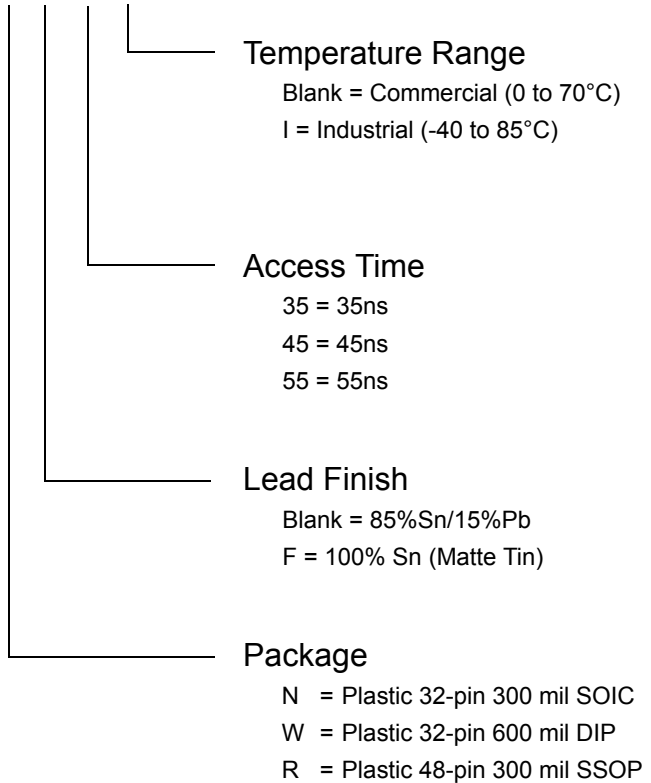 Temperature Range
Blank = Commercial (0 to 70°C)
I = Industrial (-40 to 85°C)
Access Time
35 = 35ns
45 = 45ns
55 = 55ns
Lead Finish
Blank = 85%Sn/15%Pb
F = 100% Sn (Matte Tin)
Package
N = Plastic 32-pin 300 mil SOIC
W = Plastic 32-pin 600 mil DIP
R = Plastic 48-pin 300 mil SSOP